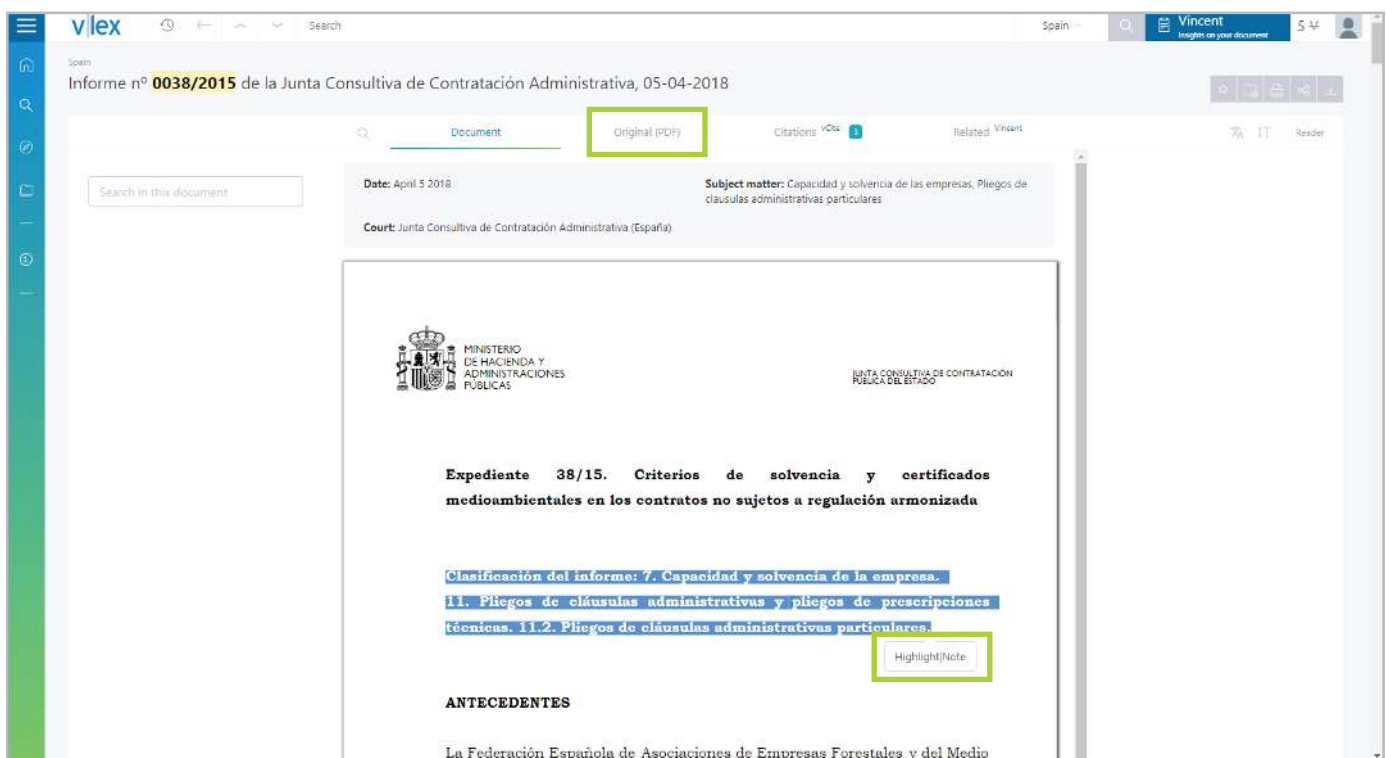 vlex
Search
Spain
Vincent
Insights on your document
5
Spain
Informe nº 0038/2015 de la Junta Consultiva de Contratación Administrativa, 05-04-2018
Document
Original (PDF)
Citations vCite 3
Related Vincent
Reader
Search in this document
Date: April 5 2018
Subject matter: Capacidad y solvencia de las empresas, Pliegos de
clausulas administrativas particulares
Court: Junta Consultiva de Contratación Administrativa (España)
MINISTERIO
DE HACIENDA Y
ADMINISTRACIONES
PÚBLICAS
JUNTA CONSULTIVA DE CONTRATACIÓN
PÚBLICA DEL ESTADO
Expediente 38/15. Criterios de solvencia y certificados
medioambientales en los contratos no sujetos a regulación armonizada
Clasificación del informe: 7. Capacidad y solvencia de la empresa.
11. Pliegos de cláusulas administrativas y pliegos de prescripciones
técnicas. 11.2. Pliegos de cláusulas administrativas particulares.
Highlight|Note
ANTECEDENTES
La Federación Española de Asociaciones de Empresas Forestales y del Medio